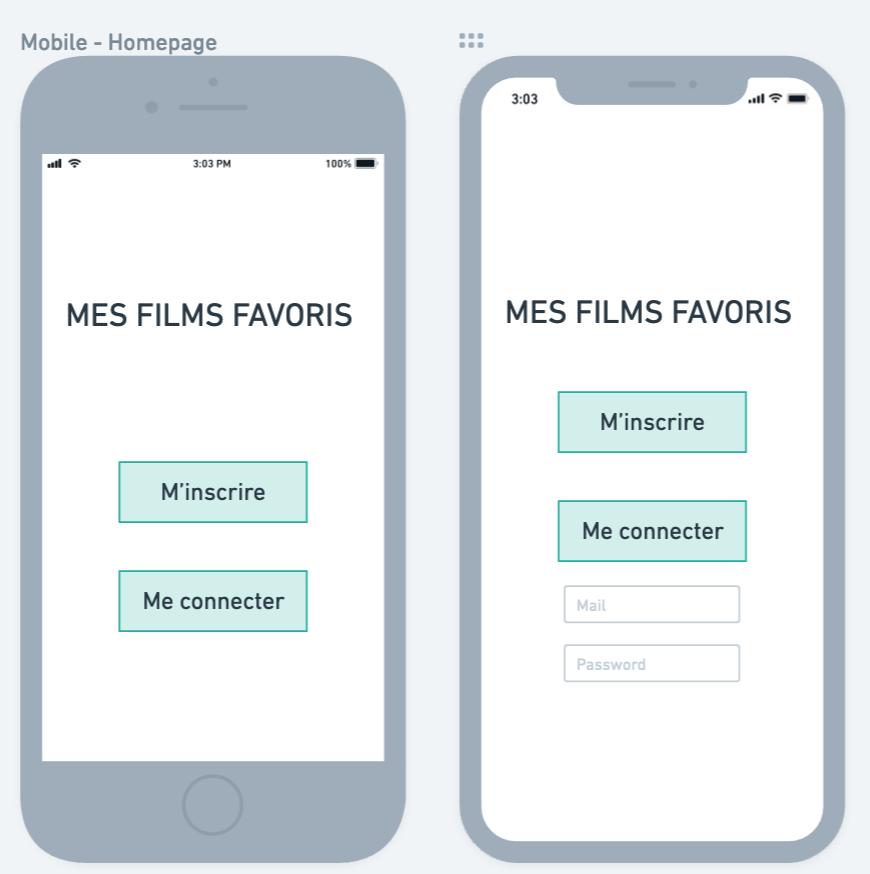 Mobile - Homepage
3:03 PM
100%
MES FILMS FAVORIS
M'inscrire
Me connecter
3:03
MES FILMS FAVORIS
M'inscrire
Me connecter
Mail
Password